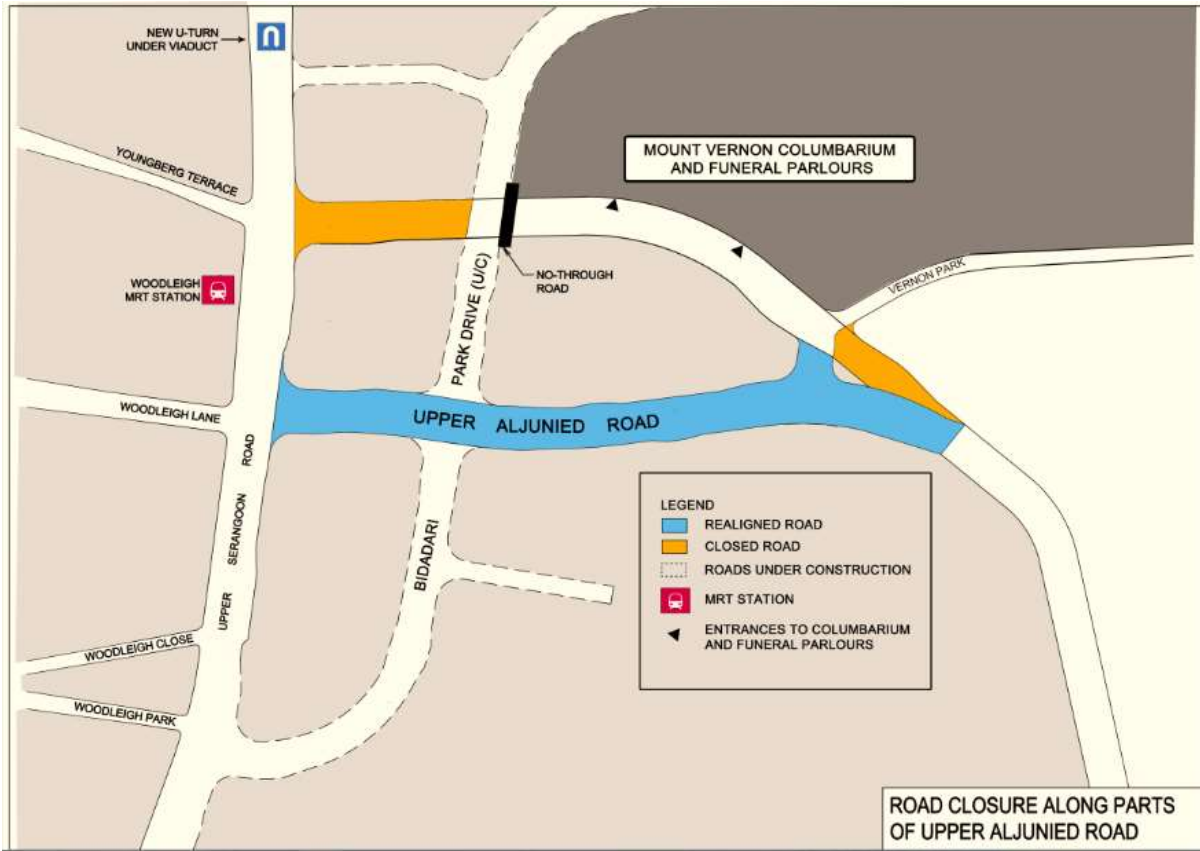 NEW U-TURN
UNDER VIADUCT
YOUNGBERG TERRACE
MOUNT VERNON COLUMBARIUM
AND FUNERAL PARLOURS
WOODLEIGH
MRT STATION
NO-THROUGH
ROAD
VERNON PARK
PARK DRIVE (U/C)
WOODLEIGH LANE
UPPER ALJUNIED ROAD
UPPER SERANGOON ROAD
BIDADARI
LEGEND
REALIGNED ROAD
CLOSED ROAD
ROADS UNDER CONSTRUCTION
MRT STATION
ENTRANCES TO COLUMBARIUM
AND FUNERAL PARLOURS
WOODLEIGH CLOSE
WOODLEIGH PARK
ROAD CLOSURE ALONG PARTS
OF UPPER ALJUNIED ROAD